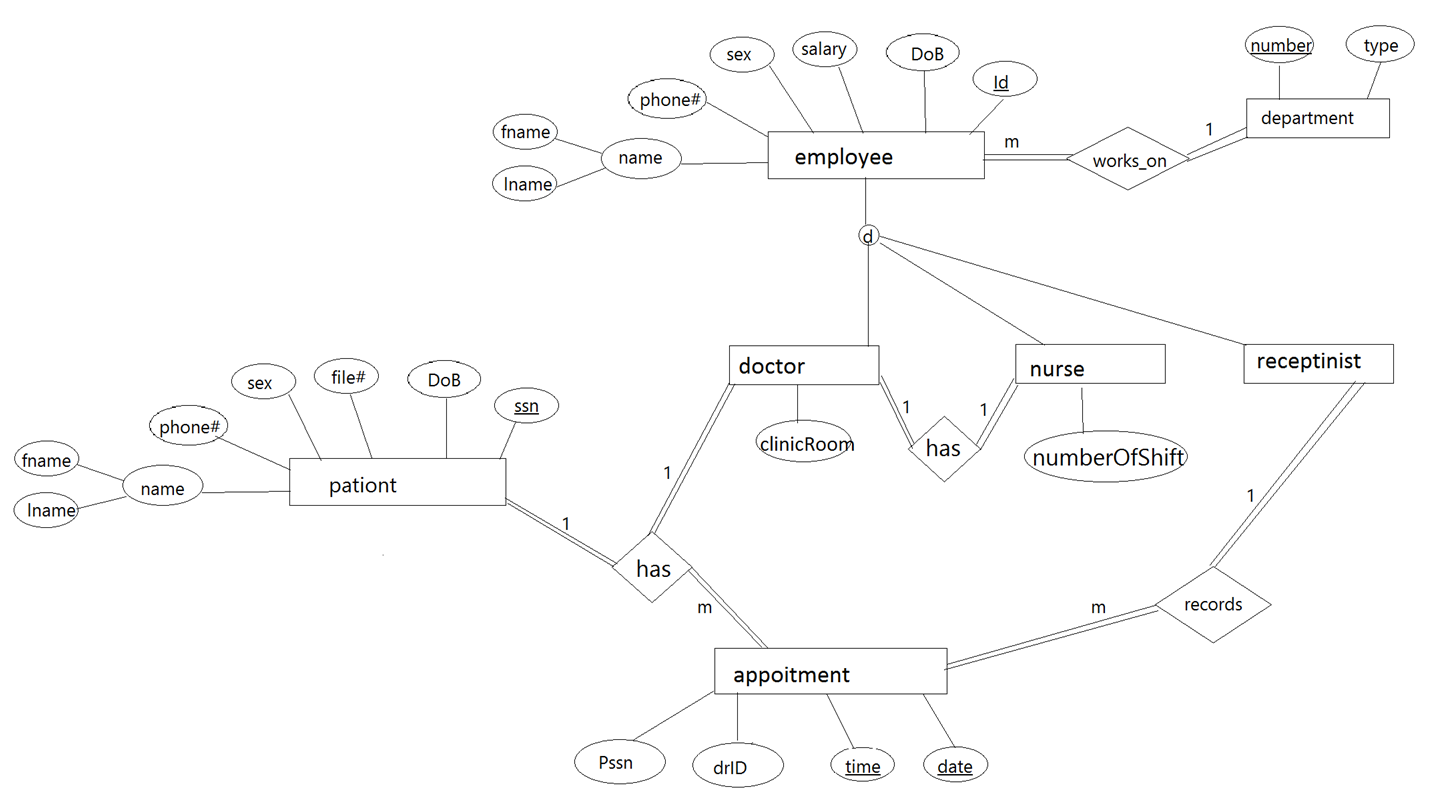 number
type
sex
salary
DoB
Id
phone#
fname
name
lname
employee
m
works_on
1
department
d
doctor
nurse
receptinist
clinicRoom
1
has
1
numberOfShift
sex
file#
DoB
ssn
phone#
fname
name
lname
pationt
1
1
has
m
1
records
m
appoitment
Pssn
drID
time
date